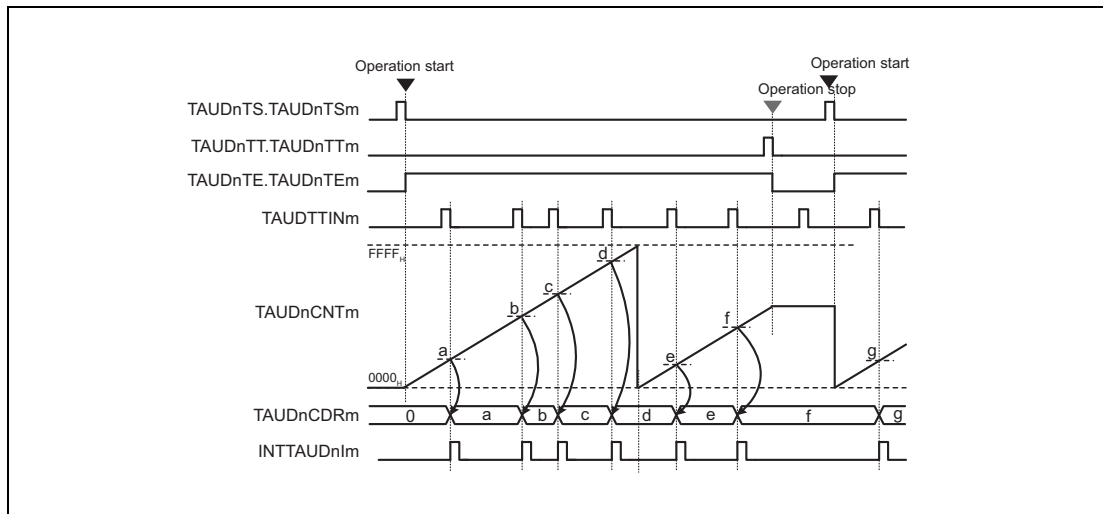 Operation start
Operation start
Operation stop
TAUDnTS.TAUDnTSm
TAUDnTT.TAUDnTTm
TAUDnTE.TAUDnTEm
TAUDTTINm
FFFFH
d
c
TAUDnCNTm
b
f
a
e
g
0000H
TAUDnCDRm 0 a b c d e f g
INTTAUDnIm